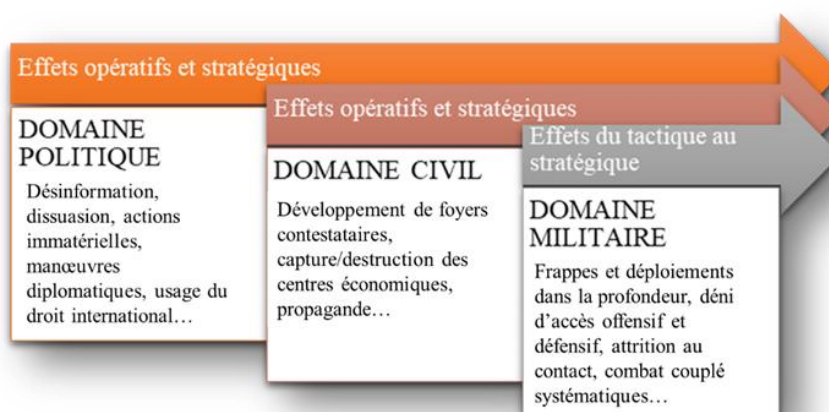 Effets opératifs et stratégiques
DOMAINE
POLITIQUE
Désinformation,
dissuasion, actions
immatérielles,
manœuvres
diplomatiques, usage du
droit international…
Effets opératifs et stratégiques
DOMAINE CIVIL
Développement de foyers
contestataires,
capture/destruction des
centres économiques,
propagande…
Effets du tactique au
stratégique
DOMAINE
MILITAIRE
Frappes et déploiements
dans la profondeur, déni
d’accès offensif et
défensif, attrition au
contact, combat couplé
systématiques…